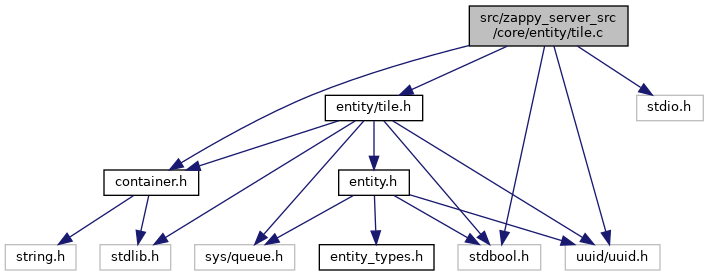 src/zappy_server_src
/core/entity/tile.c
entity/tile.h
stdio.h
container.h
entity.h
string.h
stdlib.h
sys/queue.h
entity_types.h
stdbool.h
uuid/uuid.h